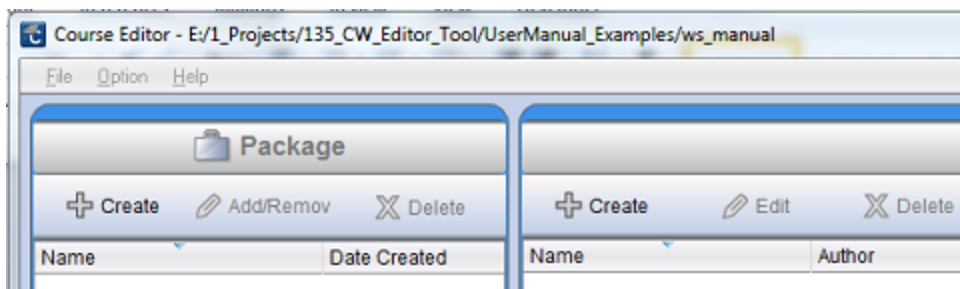 Course Editor - E:/1_Projects/135_CW_Editor_Tool/UserManual_Examples/ws_manual
File Option Help
Package
Create Add/Remov Delete
Create Edit Delete
Name Date Created
Name Author